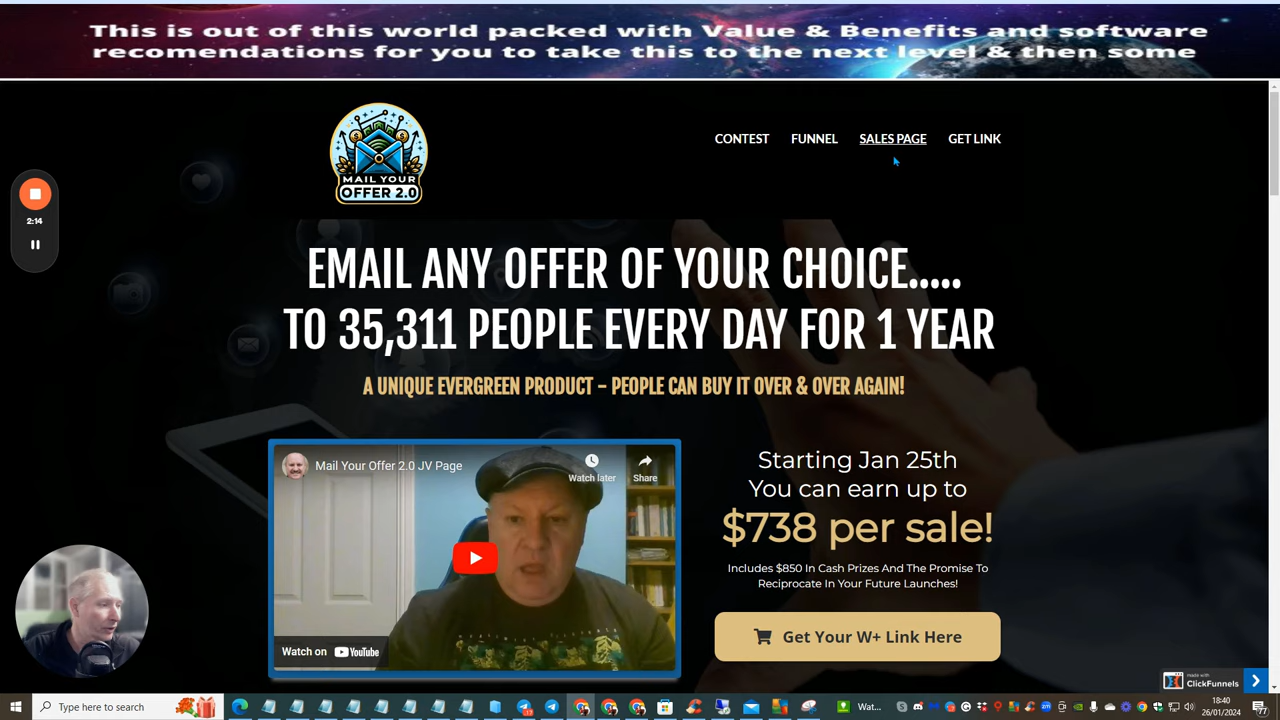 This is out of this world packed with Value & Benefits and software
recomendations for you to take this to the next level & then some
MAIL YOUR
OFFER 2.0
CONTEST
FUNNEL
SALES PAGE
GET LINK
2:14
EMAIL ANY OFFER OF YOUR CHOICE.....
TO 35,311 PEOPLE EVERY DAY FOR 1 YEAR
A UNIQUE EVERGREEN PRODUCT - PEOPLE CAN BUY IT OVER & OVER AGAIN!
Mail Your Offer 2.0 JV Page
Watch later
Share
Watch on YouTube
Starting Jan 25th
You can earn up to
$738 per sale!
Includes $850 In Cash Prizes And The Promise To
Reciprocate In Your Future Launches!
Get Your W+ Link Here
made with
ClickFunnels
Type here to search
Wat...
18:40
26/01/2024